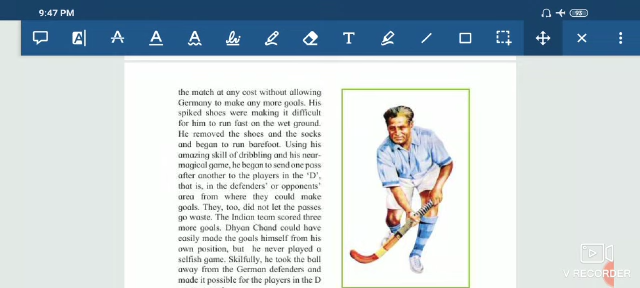 9:47 PM
93
T
the match at any cost without allowing
Germany to make any more goals. His
spiked shoes were making it difficult
for him to run fast on the wet ground.
He removed the shoes and the socks
and began to run barefoot. Using his
amazing skill of dribbling and his near-
magical game, he began to send one pass
after another to the players in the 'D',
that is, in the defenders' or opponents'
area from where they could make
goals. They, too, did not let the passes
go waste. The Indian team scored three
more goals. Dhyan Chand could have
easily made the goals himself from his
own position, but he never played a
selfish game. Skilfully, he took the ball
away from the German defenders and
made it possible for the players in the D
V RECORDER